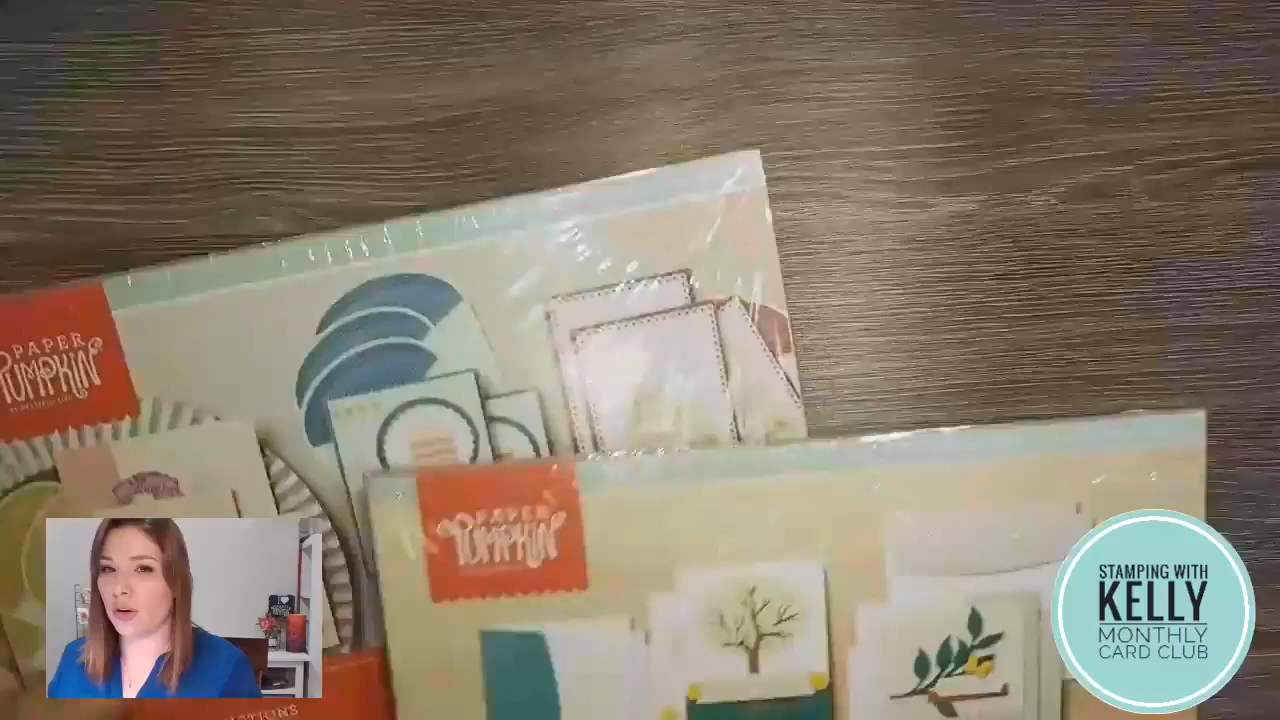 PAPER
PUMPKIN
PAPER
PUMPKIN
STAMPING WITH
KELLY
MONTHLY
CARD CLUB